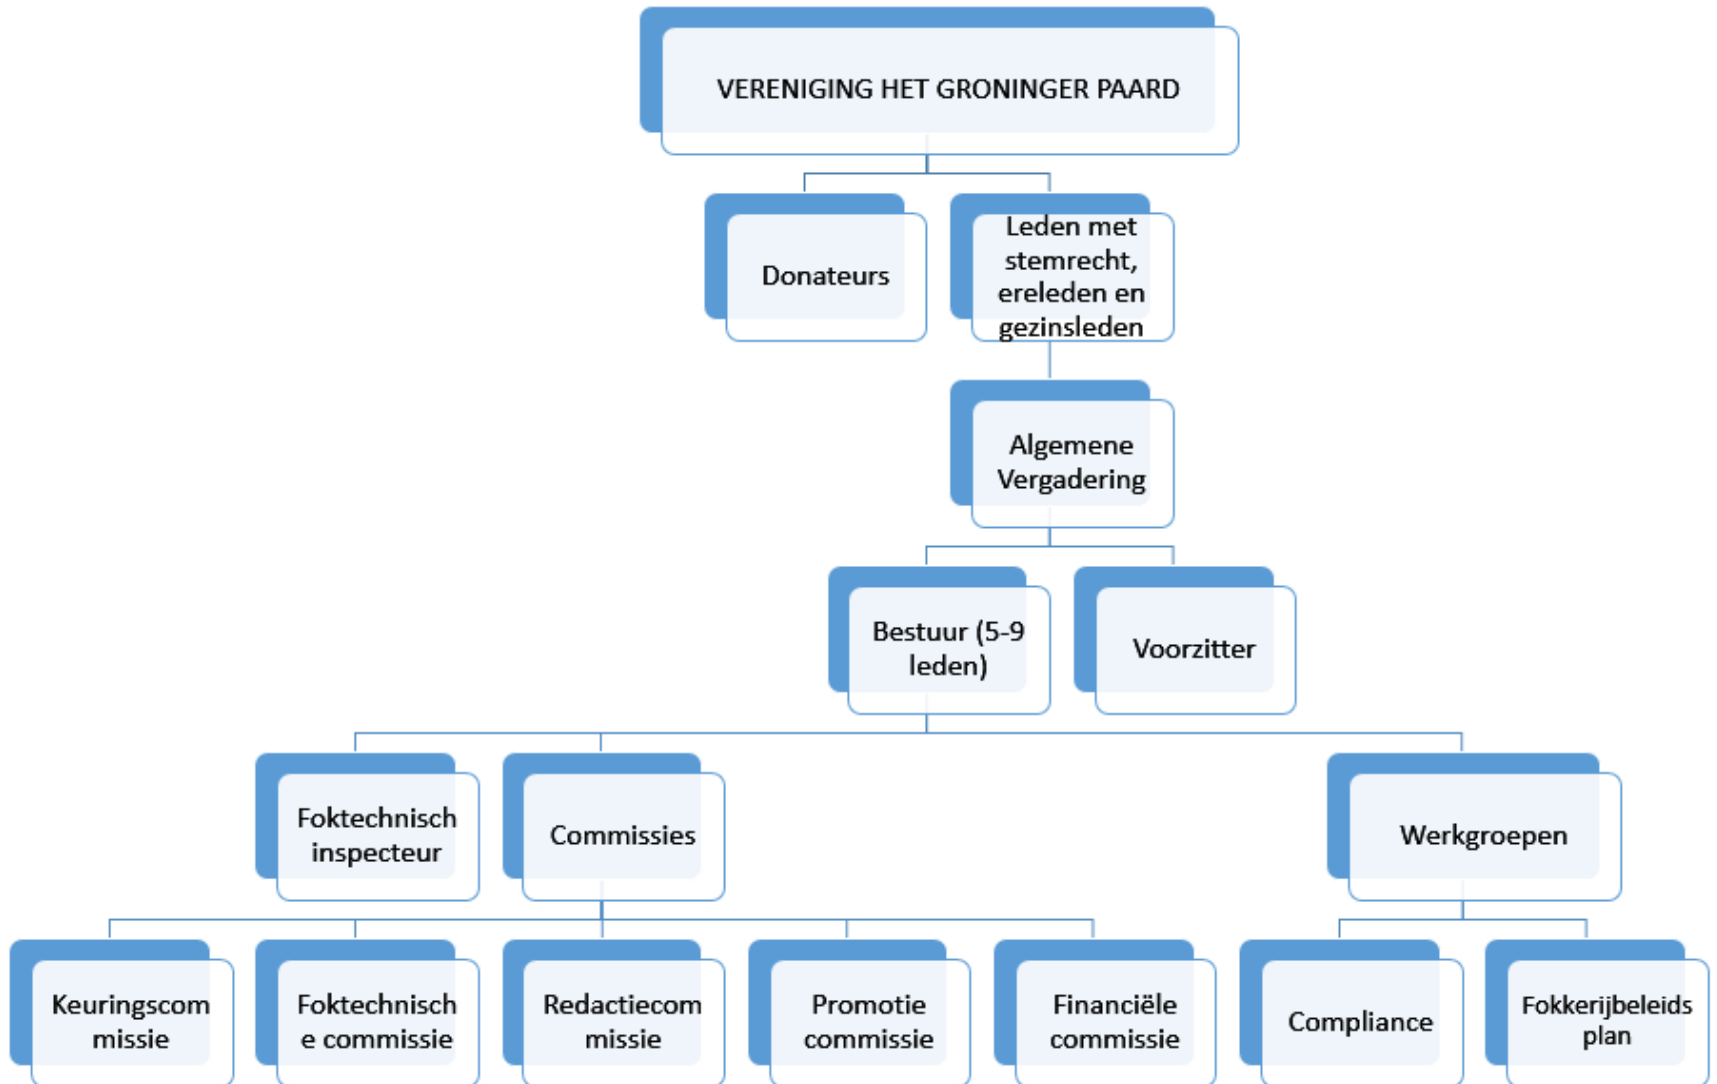 VERENIGING HET GRONINGER PAARD
Donateurs
Leden met
stemrecht,
ereleden en
gezinsleden
Algemene
Vergadering
Bestuur (5-9
leden)
Voorzitter
Foktechnisch
inspecteur
Commissies
Werkgroepen
Keuringscom
missie
Foktechnisch
e commissie
Redactiecom
missie
Promotie
commissie
Financiële
commissie
Compliance
Fokkerijbeleids
plan